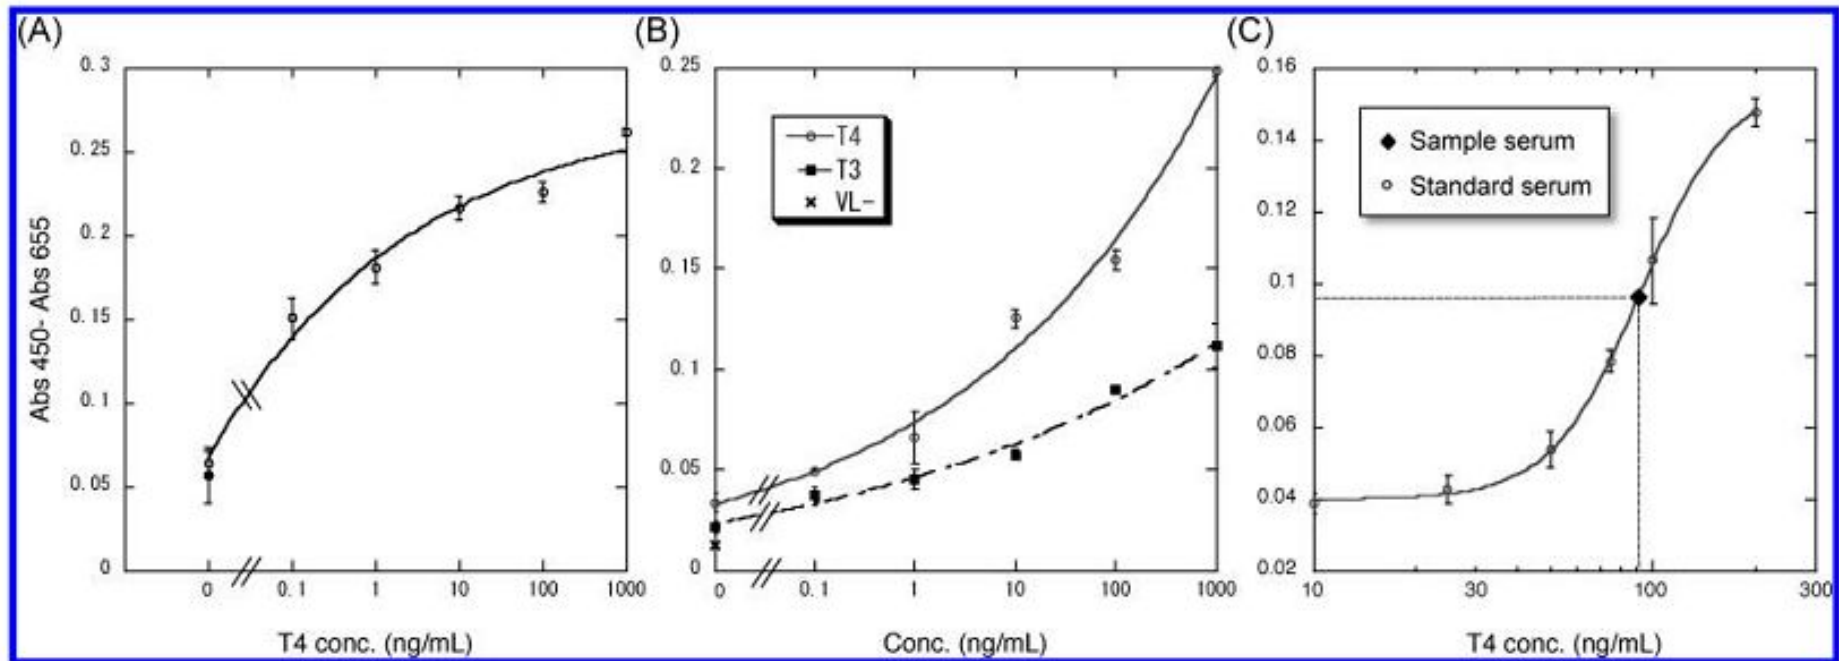 (A)
0.3
0.25
0.2
0.15
0.1
0.05
0
Abs 450- Abs 655
0 0.1 1 10 100 1000
T4 conc. (ng/mL)
(B)
0.25
0.2
0.15
0.1
0.05
0
T4
T3
VL-
0 0.1 1 10 100 1000
Conc. (ng/mL)
(C)
0.16
0.14
0.12
0.1
0.08
0.06
0.04
0.02
Sample serum
Standard serum
10 30 100 300
T4 conc. (ng/mL)